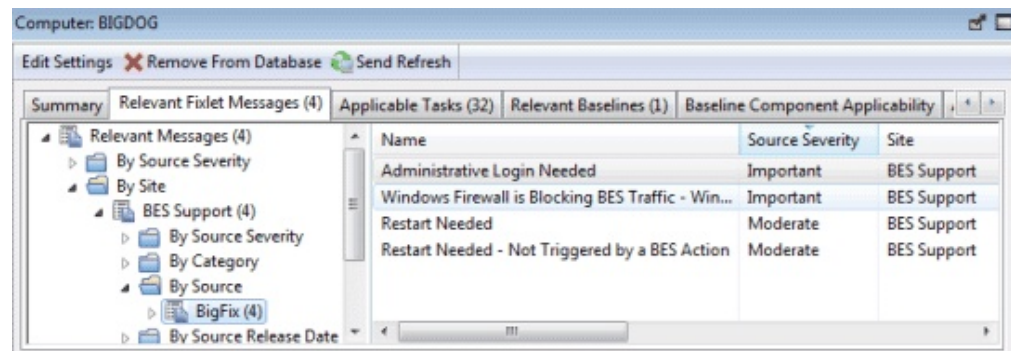 Computer: BIGDOG
Edit Settings Remove From Database Send Refresh
Summary Relevant Fixlet Messages (4) Applicable Tasks (32) Relevant Baselines (1) Baseline Component Applicability
Relevant Messages (4)
By Source Severity
By Site
BES Support (4)
By Source Severity
By Category
By Source
BigFix (4)
By Source Release Date
Name Source Severity Site
Administrative Login Needed Important BES Support
Windows Firewall is Blocking BES Traffic - Win... Important BES Support
Restart Needed Moderate BES Support
Restart Needed - Not Triggered by a BES Action Moderate BES Support